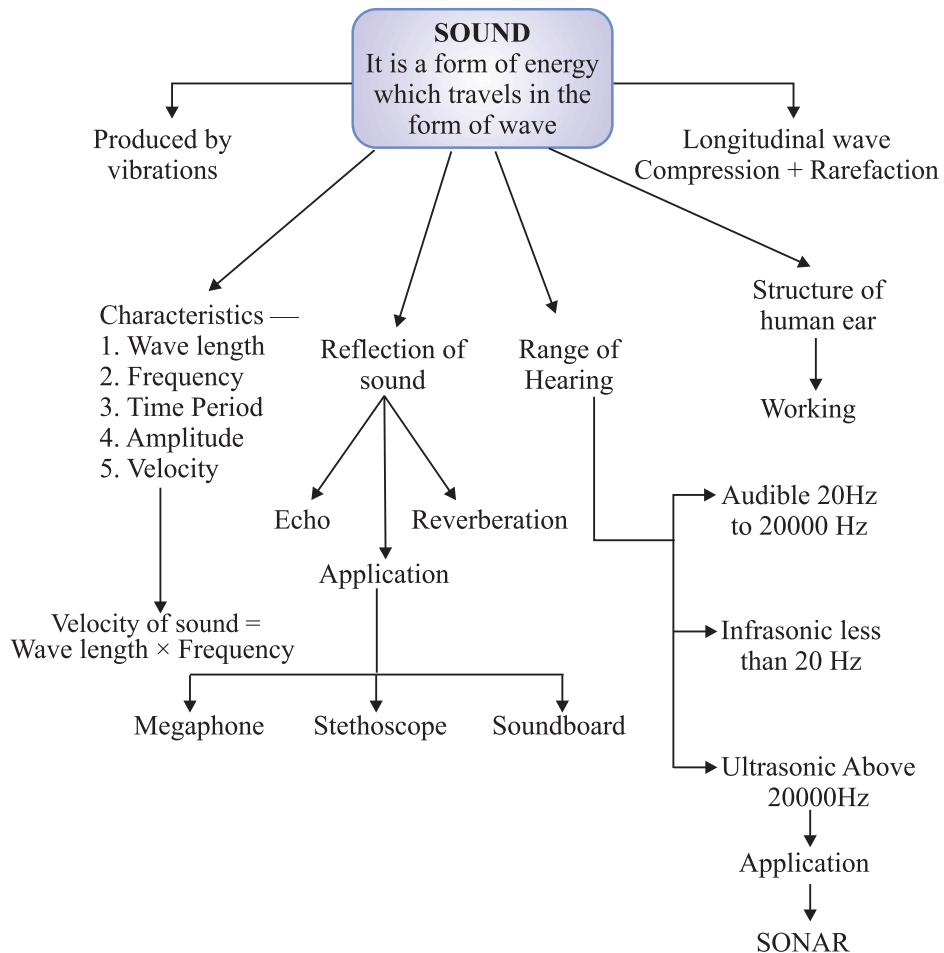 SOUND
It is a form of energy
which travels in the
form of wave
Produced by
vibrations
Longitudinal wave
Compression + Rarefaction
Characteristics —
1. Wave length
2. Frequency
3. Time Period
4. Amplitude
5. Velocity
Velocity of sound =
Wave length × Frequency
Reflection of
sound
Echo
Reverberation
Application
Megaphone
Stethoscope
Soundboard
Range of
Hearing
Audible 20Hz
to 20000 Hz
Infrasonic less
than 20 Hz
Ultrasonic Above
20000Hz
Application
SONAR
Structure of
human ear
Working